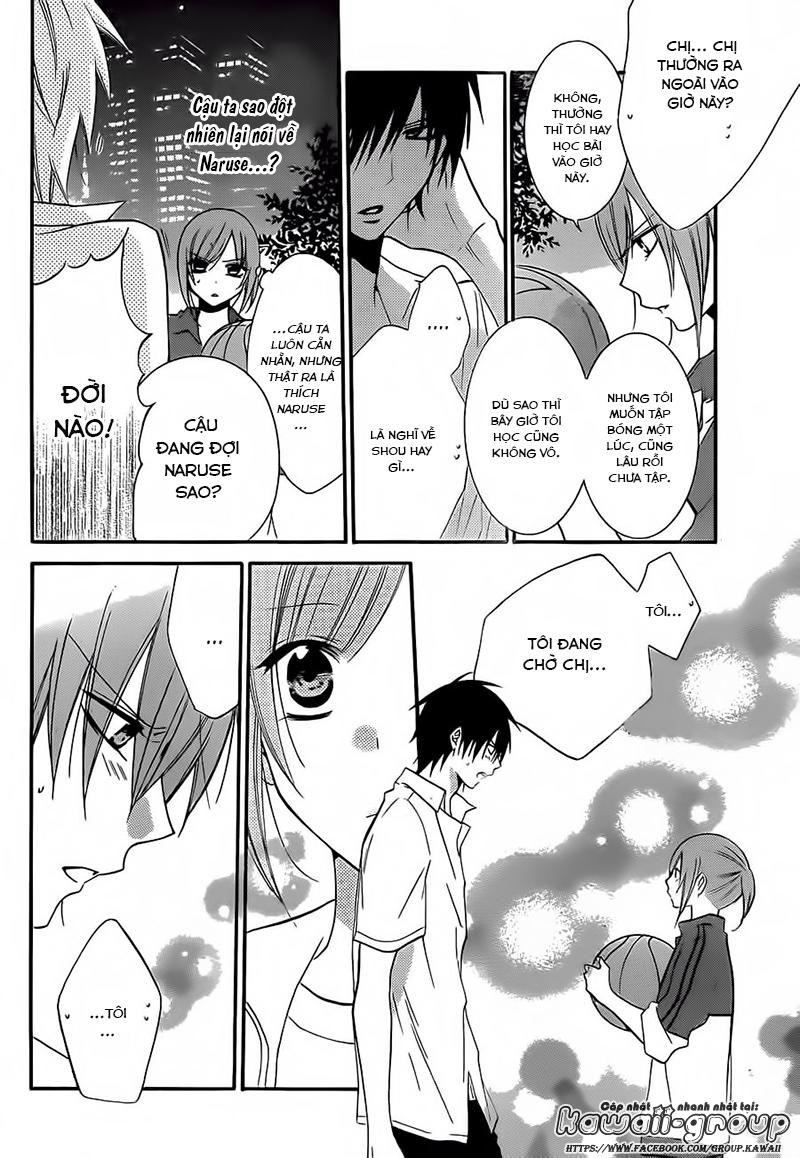 CHỊ... CHỊ
THƯỜNG RA
NGOÀI VÀO
GIỜ NÀY?
KHÔNG,
THƯỜNG
THÌ TÔI HAY
HỌC BÀI
VÀO GIỜ
NÀY.
NHƯNG TÔI
MUỐN TẬP
BÓNG MỘT
LÚC, CŨNG
LÂU RỒI
CHƯA TẬP.
DÙ SAO THÌ
BÂY GIỜ TÔI
HỌC CŨNG
KHÔNG VÔ.
....
LÀ NGHĨ VỀ
SHOU HAY
GÌ...
Cậu ta sao đột
nhiên lại nói về
Naruse...?
...CẬU TA
LUÔN CẰN
NHẰN, NHƯNG
THẬT RA LÀ
THÍCH
NARUSE
...
CẬU
ĐANG ĐỢI
NARUSE
SAO?
ĐỜI
NÀO!
TÔI...
TÔI ĐANG
CHỜ CHỊ...
...
...TÔI
...
Cập nhật nhanh nhất tại:
kawaii-group
HTTPS://WWW.FACEBOOK.COM/GROUP.KAWAII